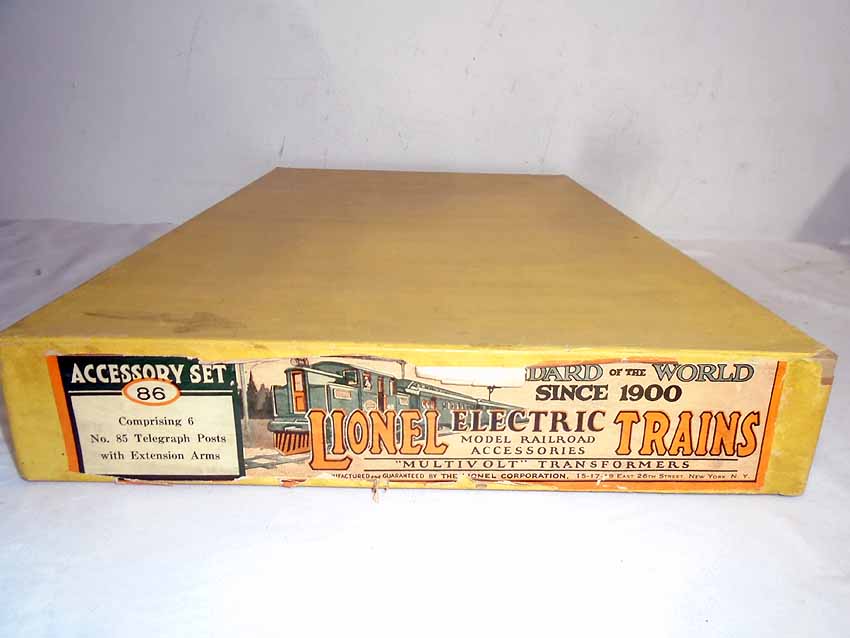 ACCESSORY SET
86
Comprising 6
No. 85 Telegraph Posts
with Extension Arms
DARD OF THE WORLD
SINCE 1900
LIONEL ELECTRIC TRAINS
MODEL RAILROAD
ACCESSORIES
"MULTIVOLT" TRANSFORMERS
UFACTURED AND GUARANTEED BY THE LIONEL CORPORATION, 15-17-19 EAST 26TH STREET, NEW YORK N.Y.